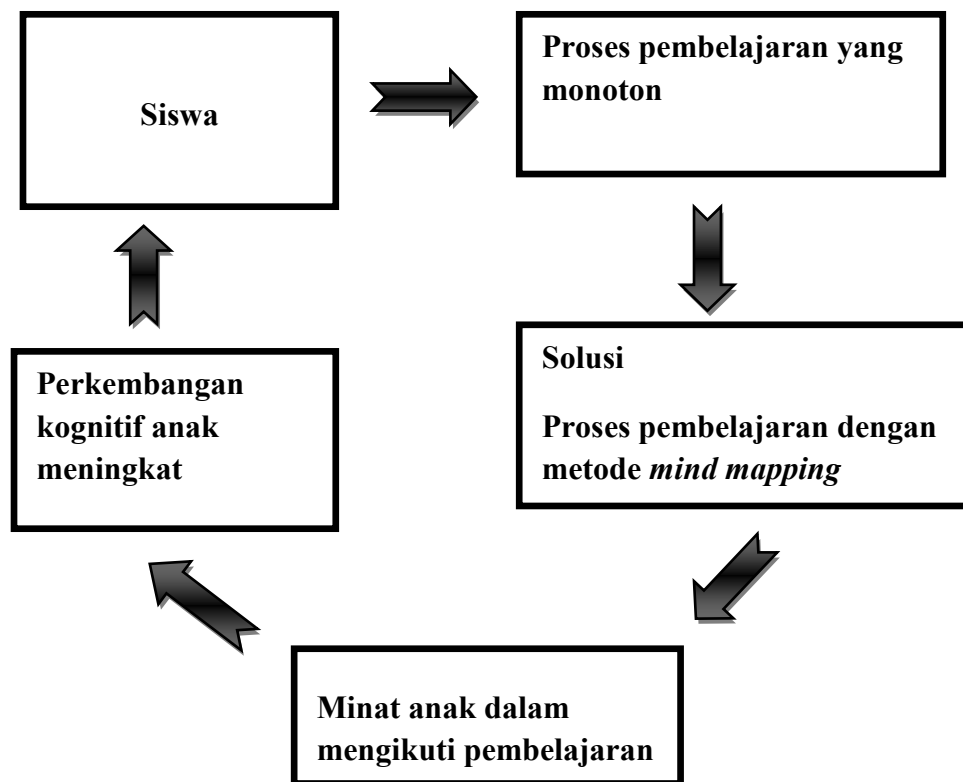 Siswa
Proses pembelajaran yang
monoton
Solusi
Proses pembelajaran dengan
metode mind mapping
Minat anak dalam
mengikuti pembelajaran
Perkembangan
kognitif anak
meningkat